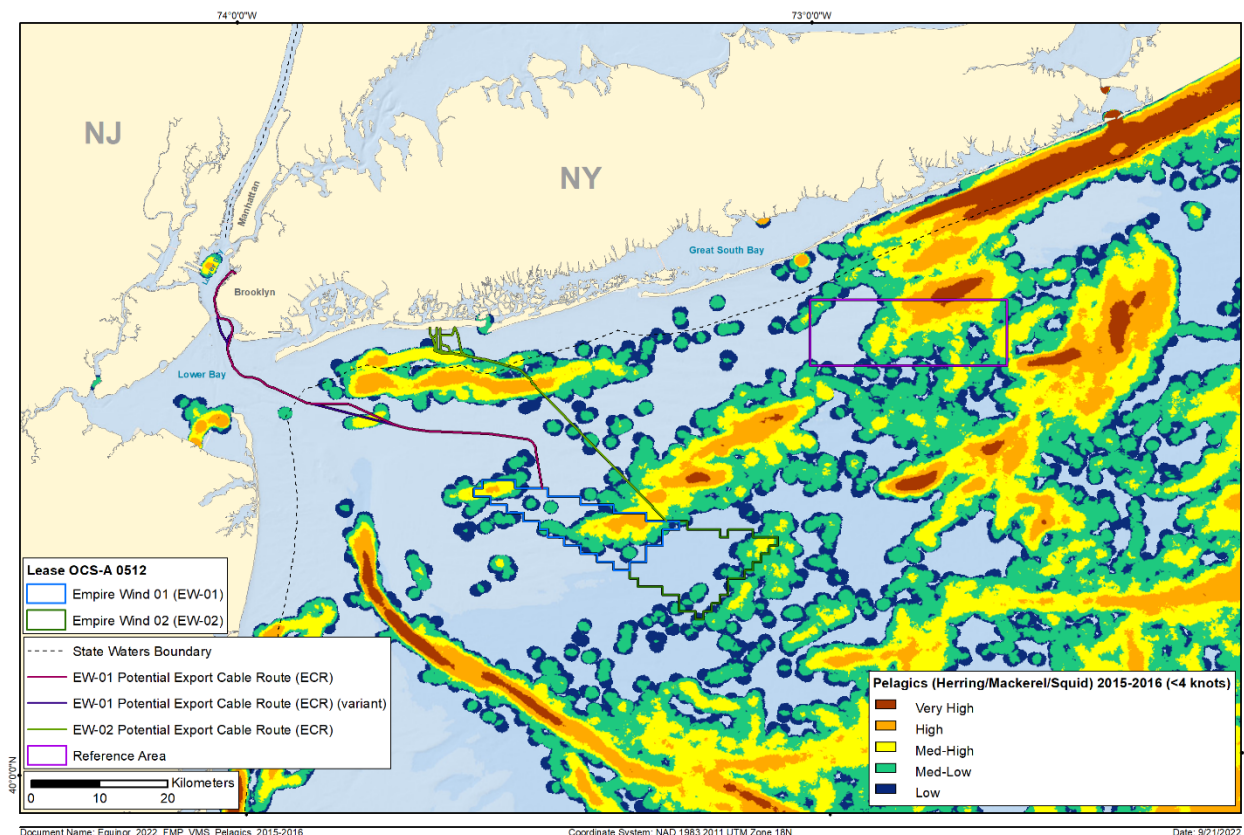 74°0'0"W
73°0'0"W
NJ
Manhattan
NY
Great South Bay
Brooklyn
Lower Bay
Lease OCS-A 0512
Empire Wind 01 (EW-01)
Empire Wind 02 (EW-02)
State Waters Boundary
EW-01 Potential Export Cable Route (ECR)
EW-01 Potential Export Cable Route (ECR) (variant)
EW-02 Potential Export Cable Route (ECR)
Reference Area
Kilometers
0 10 20
40°0'0"N
Pelagics (Herring/Mackerel/Squid) 2015-2016 (<4 knots)
Very High
High
Med-High
Med-Low
Low
Document Name: Equinor_2022_FMP_VMS_Pelagics_2015-2016
Coordinate System: NAD 1983 2011 UTM Zone 18N
Date: 9/21/2022